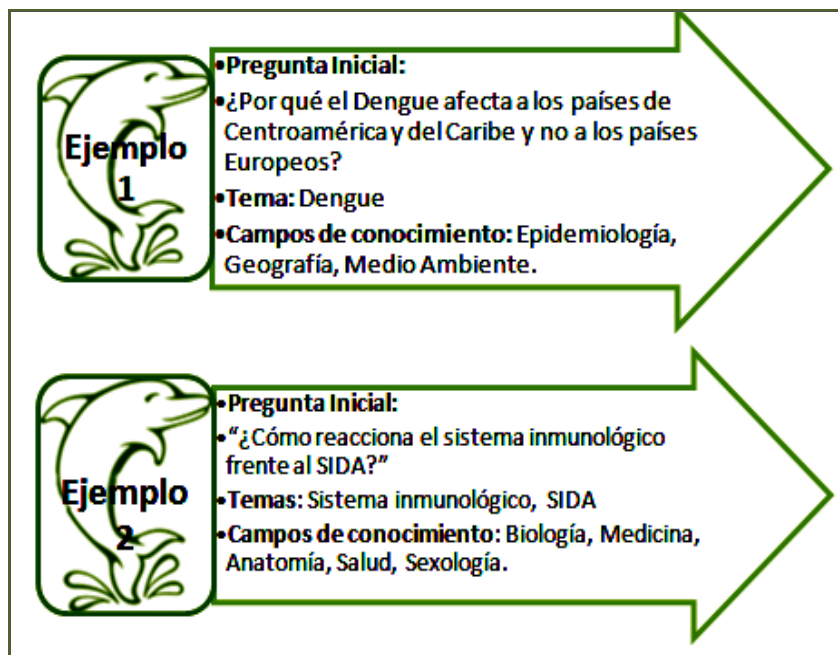 Ejemplo
1
•Pregunta Inicial:
•¿Por qué el Dengue afecta a los países de
Centroamérica y del Caribe y no a los países
Europeos?
•Tema: Dengue
•Campos de conocimiento: Epidemiología,
Geografía, Medio Ambiente.
Ejemplo
2
•Pregunta Inicial:
•“¿Cómo reacciona el sistema inmunológico
frente al SIDA?”
•Temas: Sistema inmunológico, SIDA
•Campos de conocimiento: Biología, Medicina,
Anatomía, Salud, Sexología.